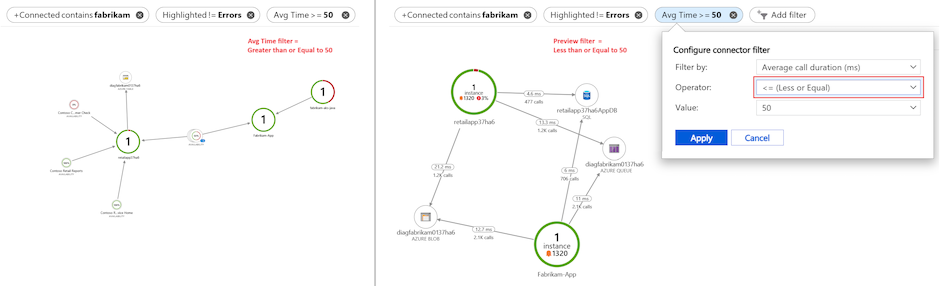 +Connected contains fabrikam
Highlighted != Errors
Avg Time >= 50
Avg Time filter =
Greater than or Equal to 50
1
1
1
Fabrikam-App
+Connected contains fabrikam
Highlighted != Errors
Avg Time >= 50
Add filter
Preview filter =
Less than or Equal to 50
Configure connector filter
Filter by:
Average call duration (ms)
Operator:
<= (Less or Equal)
Value:
50
Apply
Cancel
1
instance
1320
3%
retailapp37ha6
4.6 ms
477 calls
retailapp37ha6AppDB
SQL
13.3 ms
1.2K calls
diagfabrikam0137ha6
AZURE QUEUE
21.2 ms
1.2K calls
6 ms
706 calls
11 ms
2.1K calls
diagfabrikam0137ha6
AZURE BLOB
12.7 ms
2.1K calls
1
instance
1320
Fabrikam-App